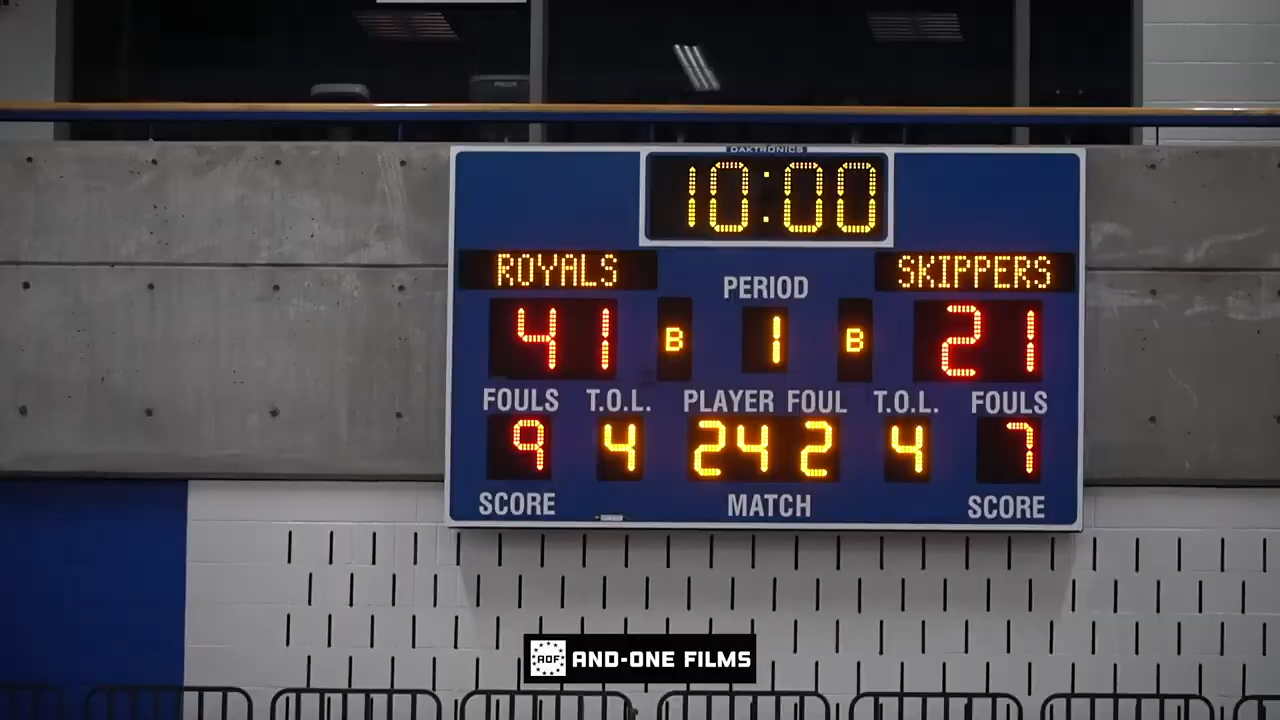 DAKTRONICS
10:00
ROYALS SKIPPERS
PERIOD
41 B 1 B 21
FOULS T.O.L. PLAYER FOUL T.O.L. FOULS
9 4 24 2 4 7
SCORE MATCH SCORE
AOF AND-ONE FILMS